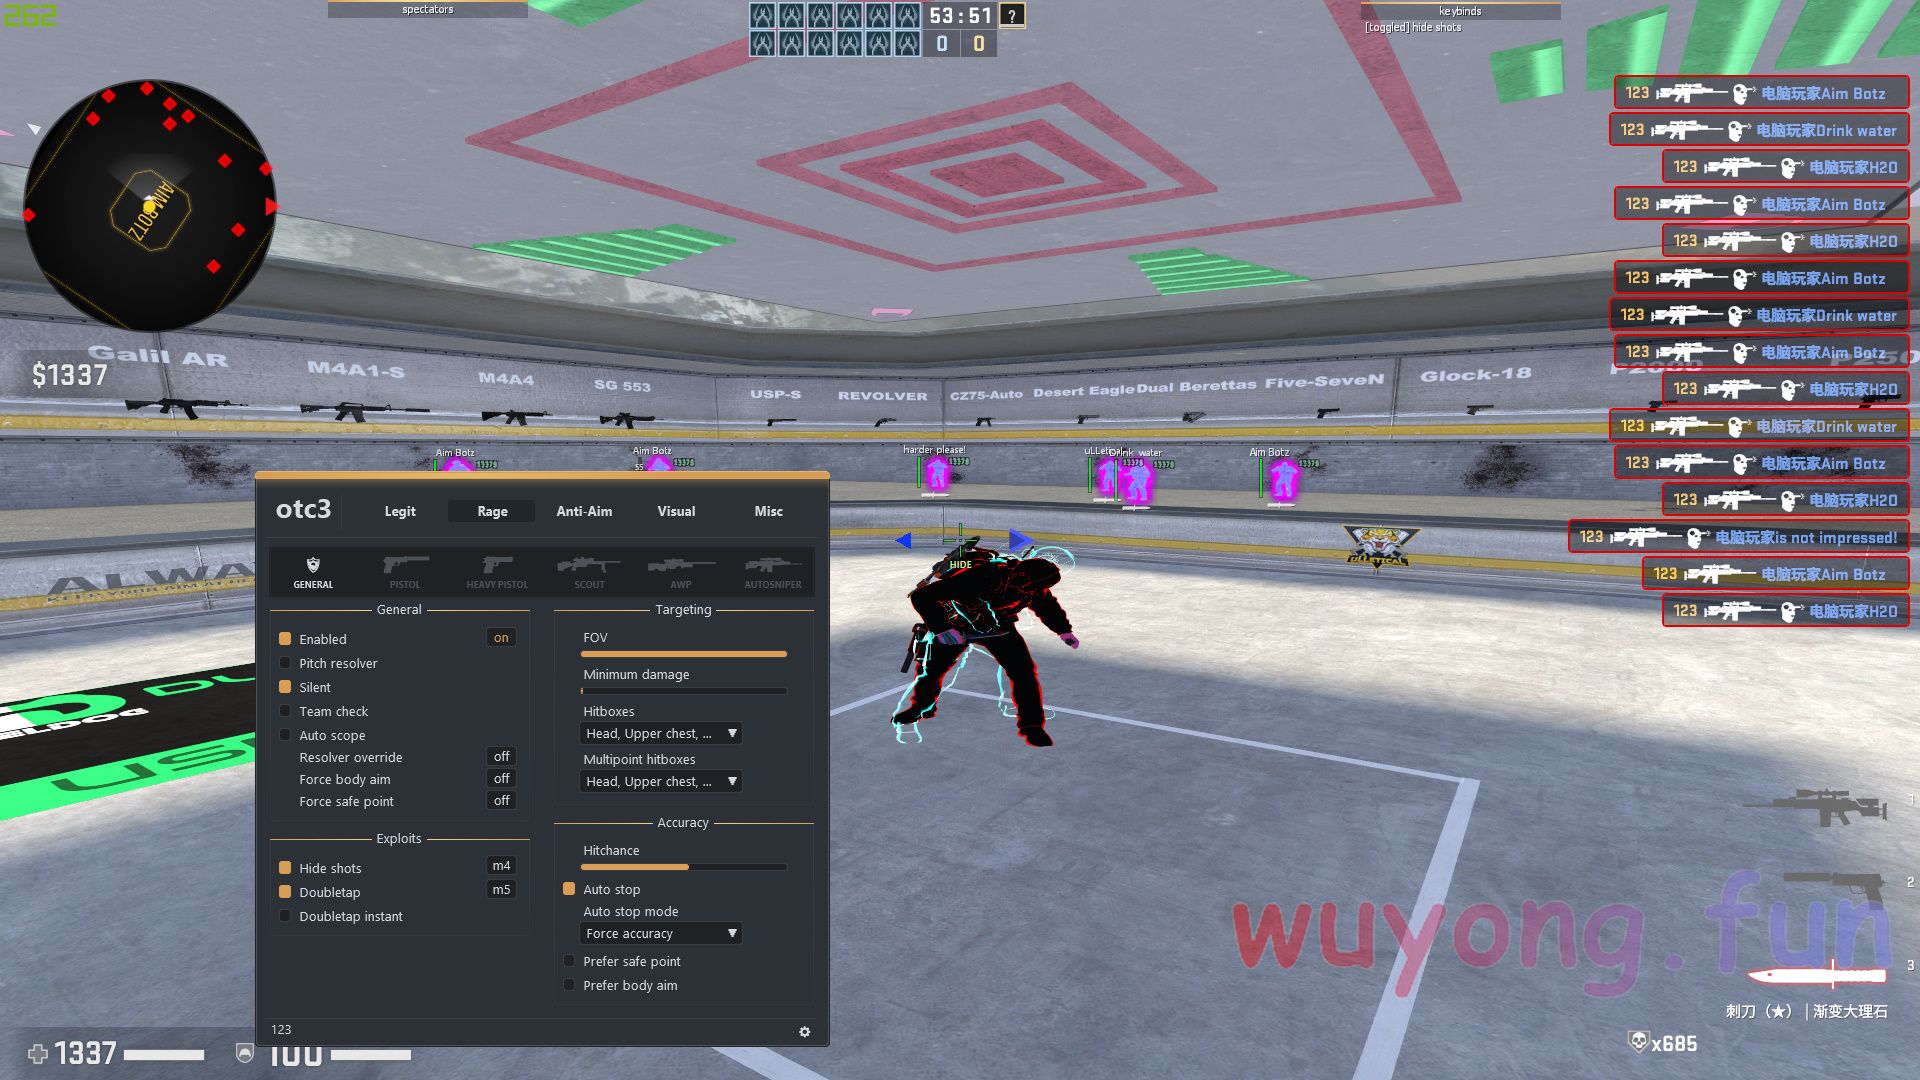 262
spectators
53:51
?
0 0
keybinds
[toggled] hide shots
123 电脑玩家Aim Botz
123 电脑玩家Drink water
123 电脑玩家H2O
123 电脑玩家Aim Botz
123 电脑玩家H2O
123 电脑玩家Aim Botz
123 电脑玩家Drink water
123 电脑玩家Aim Botz
123 电脑玩家H2O
123 电脑玩家Drink water
123 电脑玩家Aim Botz
123 电脑玩家H2O
123 电脑玩家is not impressed!
123 电脑玩家Aim Botz
123 电脑玩家H2O
AIM BOTZ
$1337
Galil AR
M4A1-S
M4A4
SG 553
USP-S
REVOLVER
CZ75-Auto
Desert Eagle
Dual Berettas
Five-SeveN
Glock-18
P2000
P250
Aim Botz
Aim Botz
55
harder please!
Aim Botz
HIDE
otc3
Legit
Rage
Anti-Aim
Visual
Misc
GENERAL
PISTOL
HEAVY PISTOL
SCOUT
AWP
AUTOSNIPER
General
Enabled on
Pitch resolver
Silent
Team check
Auto scope
Resolver override off
Force body aim off
Force safe point off
Exploits
Hide shots m4
Doubletap m5
Doubletap instant
Targeting
FOV
Minimum damage
Hitboxes
Head, Upper chest, ...
Multipoint hitboxes
Head, Upper chest, ...
Accuracy
Hitchance
Auto stop
Auto stop mode
Force accuracy
Prefer safe point
Prefer body aim
123
1
2
3
wuyong.fun
刺刀（★） | 渐变大理石
x685
1337
100